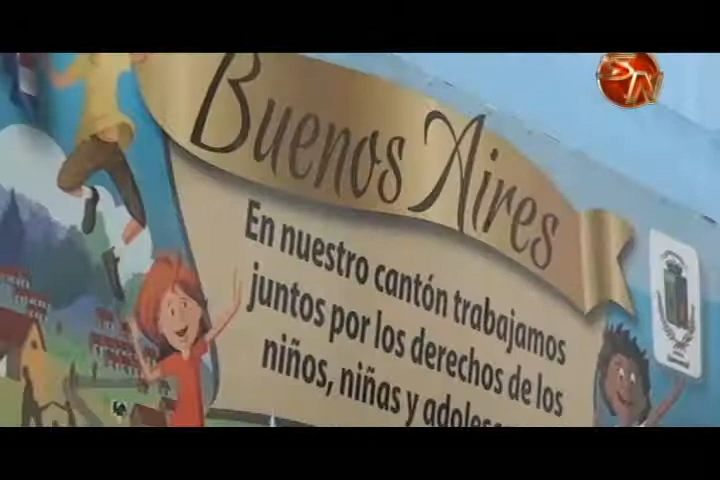 Buenos Aires
En nuestro cantón trabajamos
juntos por los derechos de los
niños, niñas y